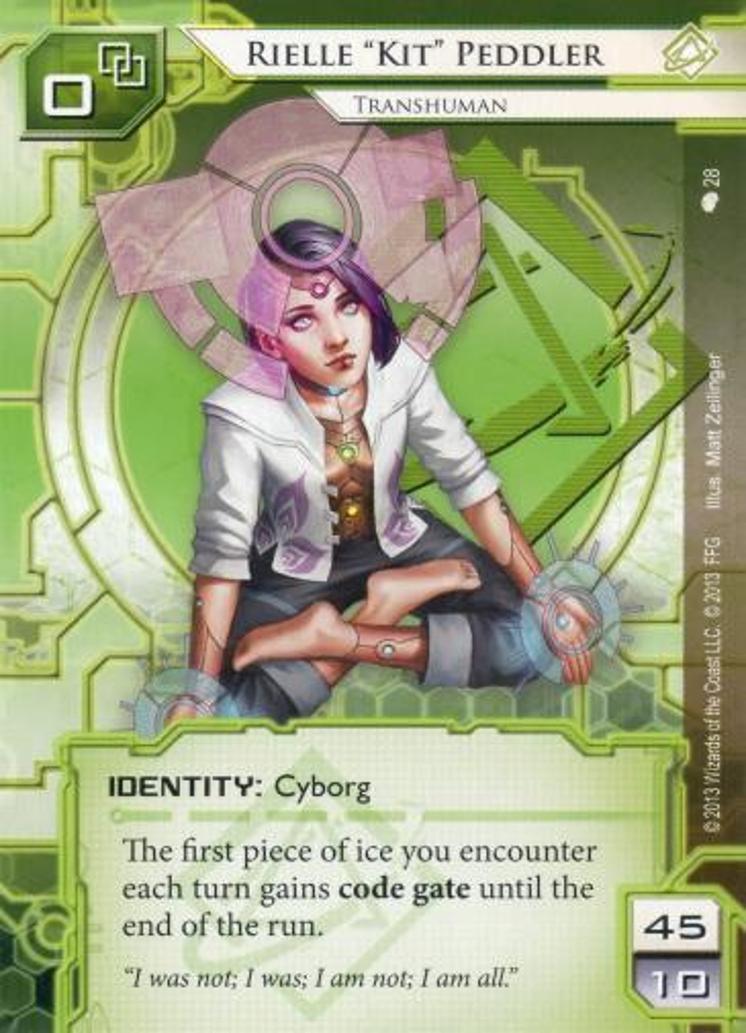 0
RIELLE “KIT” PEDDLER
TRANSHUMAN
28
Illus. Matt Zeilinger
© 2013 Wizards of the Coast LLC. © 2013 FFG
IDENTITY: Cyborg
The first piece of ice you encounter
each turn gains code gate until the
end of the run.
“I was not; I was; I am not; I am all.”
45
10